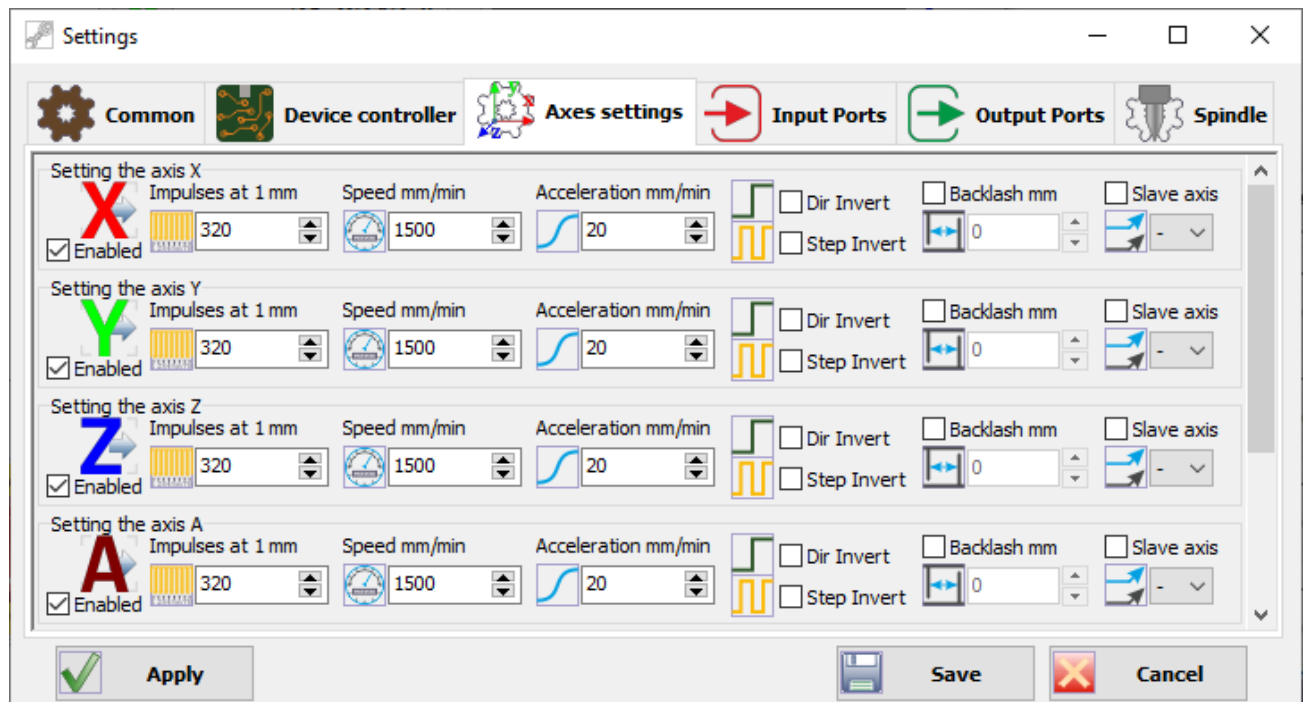 Settings
Common Device controller Axes settings Input Ports Output Ports Spindle
Setting the axis X
Impulses at 1 mm Speed mm/min Acceleration mm/min Backlash mm Slave axis
X 320 1500 20 Dir Invert 0 -
Enabled Step Invert
Setting the axis Y
Impulses at 1 mm Speed mm/min Acceleration mm/min Backlash mm Slave axis
Y 320 1500 20 Dir Invert 0 -
Enabled Step Invert
Setting the axis Z
Impulses at 1 mm Speed mm/min Acceleration mm/min Backlash mm Slave axis
Z 320 1500 20 Dir Invert 0 -
Enabled Step Invert
Setting the axis A
Impulses at 1 mm Speed mm/min Acceleration mm/min Backlash mm Slave axis
A 320 1500 20 Dir Invert 0 -
Enabled Step Invert
Apply Save Cancel